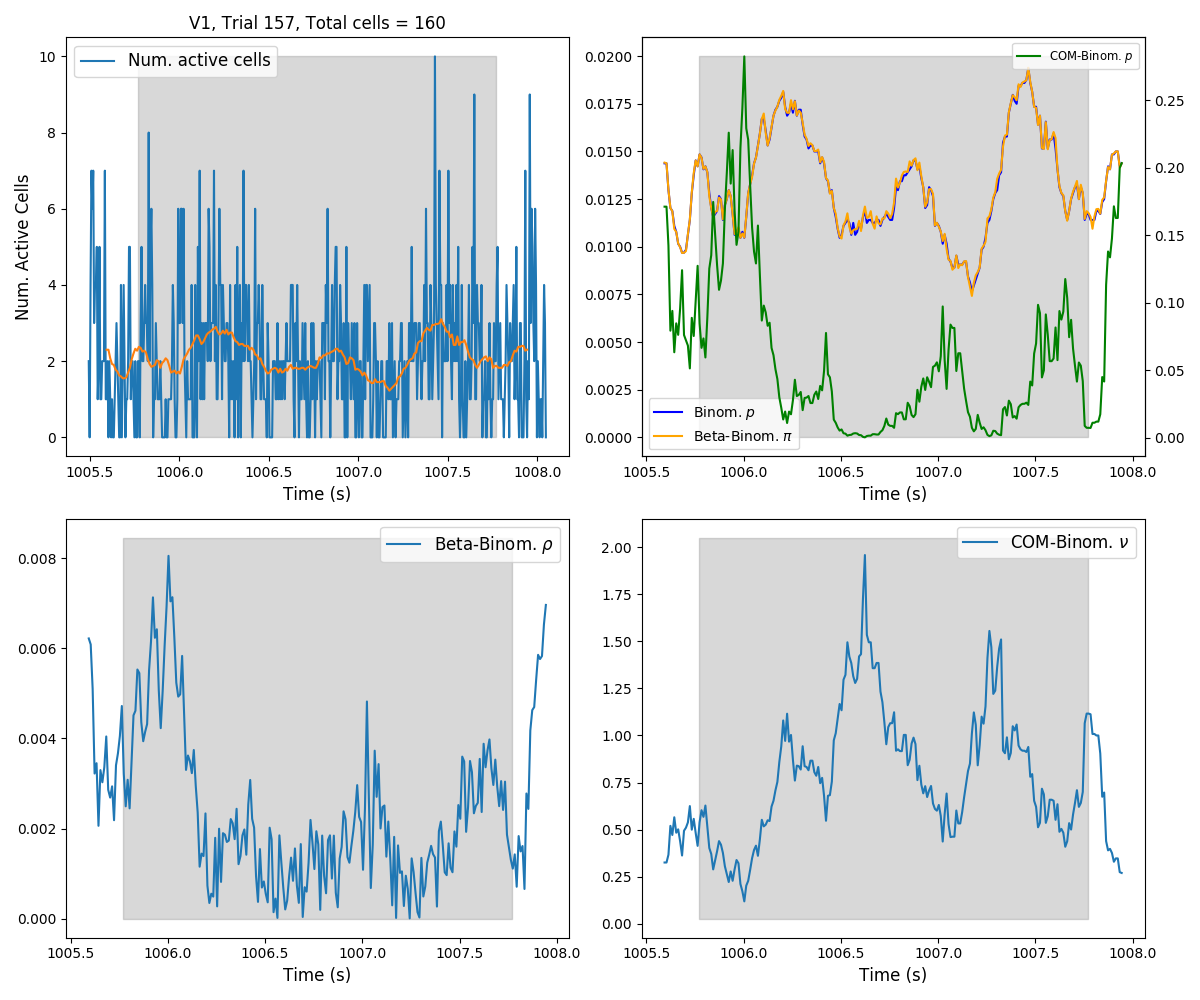 V1, Trial 157, Total cells = 160
Num. active cells
Num. Active Cells
10
8
6
4
2
0
1005.5 1006.0 1006.5 1007.0 1007.5 1008.0
Time (s)
COM-Binom. p
0.0200
0.0175
0.0150
0.0125
0.0100
0.0075
0.0050
0.0025
0.0000
0.25
0.20
0.15
0.10
0.05
0.00
Binom. p
Beta-Binom. π
1005.5 1006.0 1006.5 1007.0 1007.5 1008.0
Time (s)
Beta-Binom. ρ
0.008
0.006
0.004
0.002
0.000
1005.5 1006.0 1006.5 1007.0 1007.5 1008.0
Time (s)
COM-Binom. ν
2.00
1.75
1.50
1.25
1.00
0.75
0.50
0.25
0.00
1005.5 1006.0 1006.5 1007.0 1007.5 1008.0
Time (s)